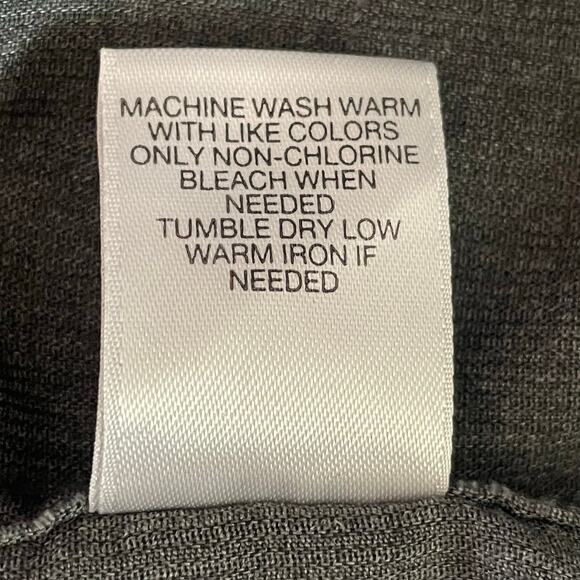 MACHINE WASH WARM
WITH LIKE COLORS
ONLY NON-CHLORINE
BLEACH WHEN
NEEDED
TUMBLE DRY LOW
WARM IRON IF
NEEDED